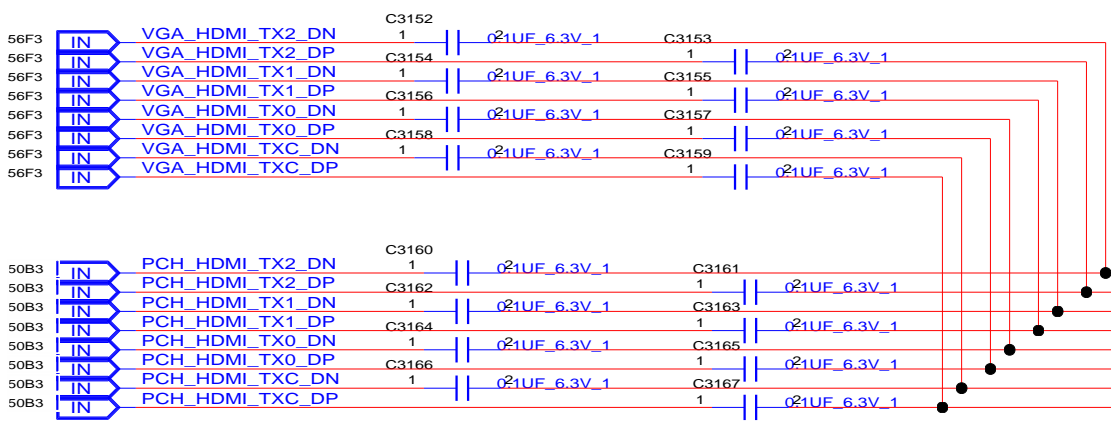 C3152
56F3 IN VGA_HDMI_TX2_DN 1 2 0.1UF_6.3V_1 C3153
56F3 IN VGA_HDMI_TX2_DP C3154 1 2 0.1UF_6.3V_1
56F3 IN VGA_HDMI_TX1_DN 1 2 0.1UF_6.3V_1 C3155
56F3 IN VGA_HDMI_TX1_DP C3156 1 2 0.1UF_6.3V_1
56F3 IN VGA_HDMI_TX0_DN 1 2 0.1UF_6.3V_1 C3157
56F3 IN VGA_HDMI_TX0_DP C3158 1 2 0.1UF_6.3V_1
56F3 IN VGA_HDMI_TXC_DN 1 2 0.1UF_6.3V_1 C3159
56F3 IN VGA_HDMI_TXC_DP 1 2 0.1UF_6.3V_1
C3160
50B3 IN PCH_HDMI_TX2_DN 1 2 0.1UF_6.3V_1 C3161
50B3 IN PCH_HDMI_TX2_DP C3162 1 2 0.1UF_6.3V_1
50B3 IN PCH_HDMI_TX1_DN 1 2 0.1UF_6.3V_1 C3163
50B3 IN PCH_HDMI_TX1_DP C3164 1 2 0.1UF_6.3V_1
50B3 IN PCH_HDMI_TX0_DN 1 2 0.1UF_6.3V_1 C3165
50B3 IN PCH_HDMI_TX0_DP C3166 1 2 0.1UF_6.3V_1
50B3 IN PCH_HDMI_TXC_DN 1 2 0.1UF_6.3V_1 C3167
50B3 IN PCH_HDMI_TXC_DP 1 2 0.1UF_6.3V_1